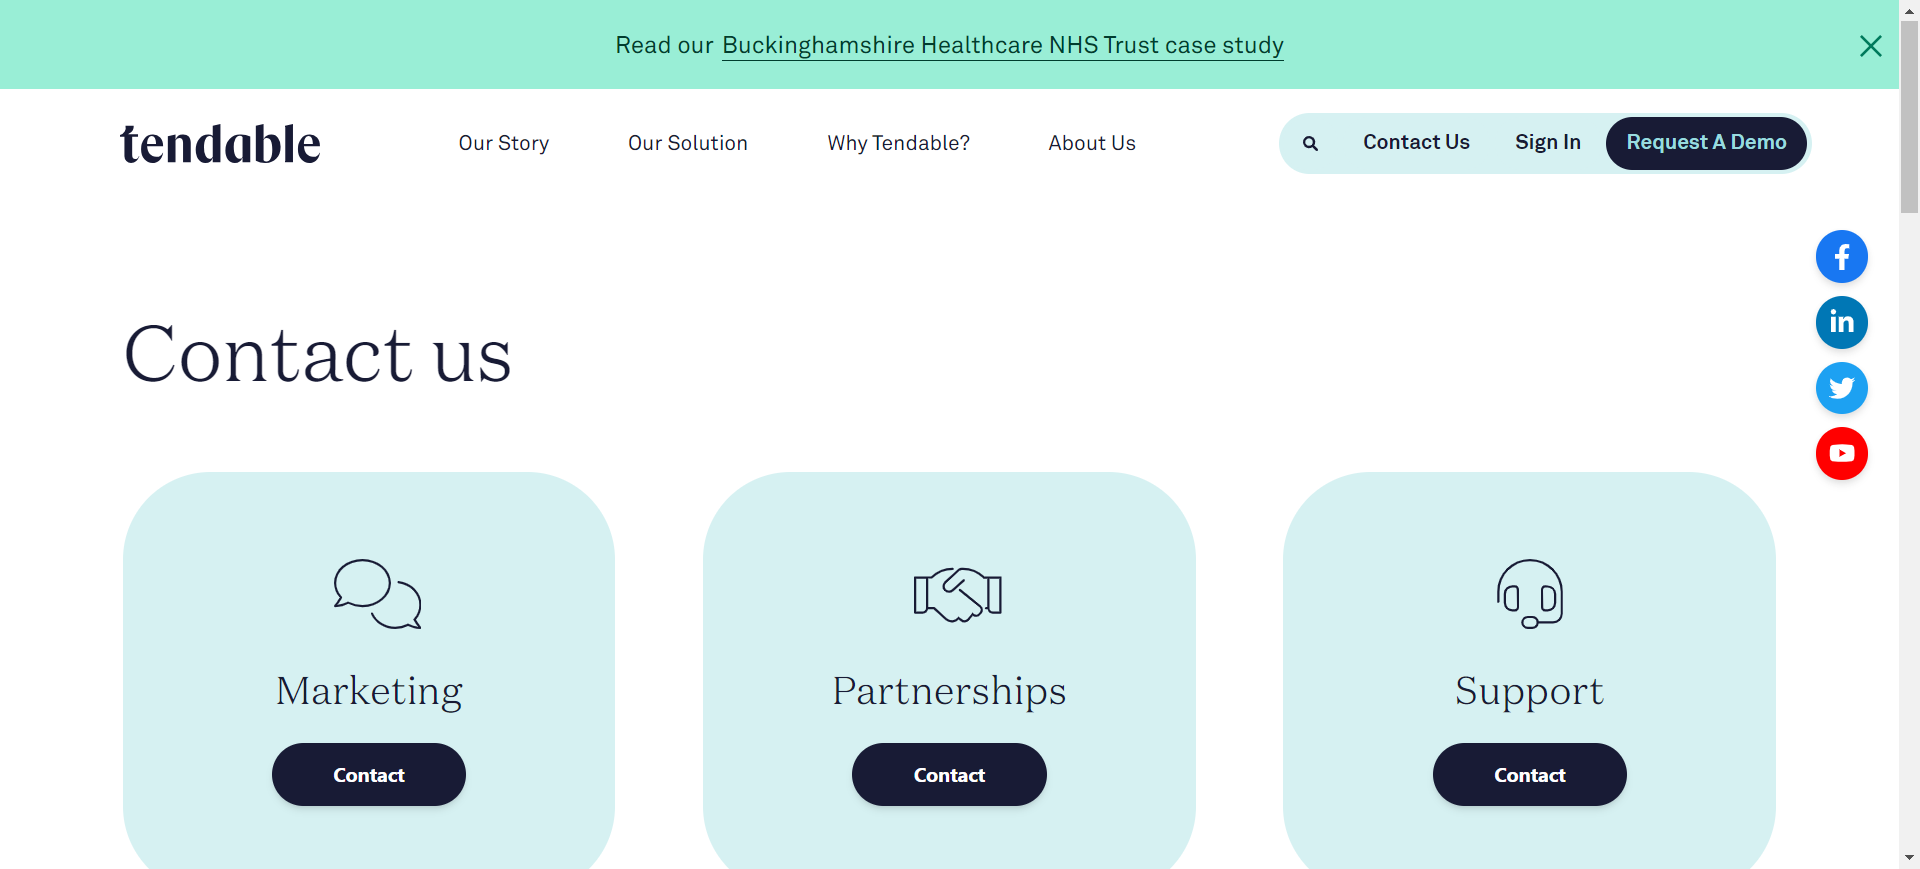 Read our Buckinghamshire Healthcare NHS Trust case study
tendable
Our Story
Our Solution
Why Tendable?
About Us
Contact Us
Sign In
Request A Demo
Contact us
Marketing
Contact
Partnerships
Contact
Support
Contact